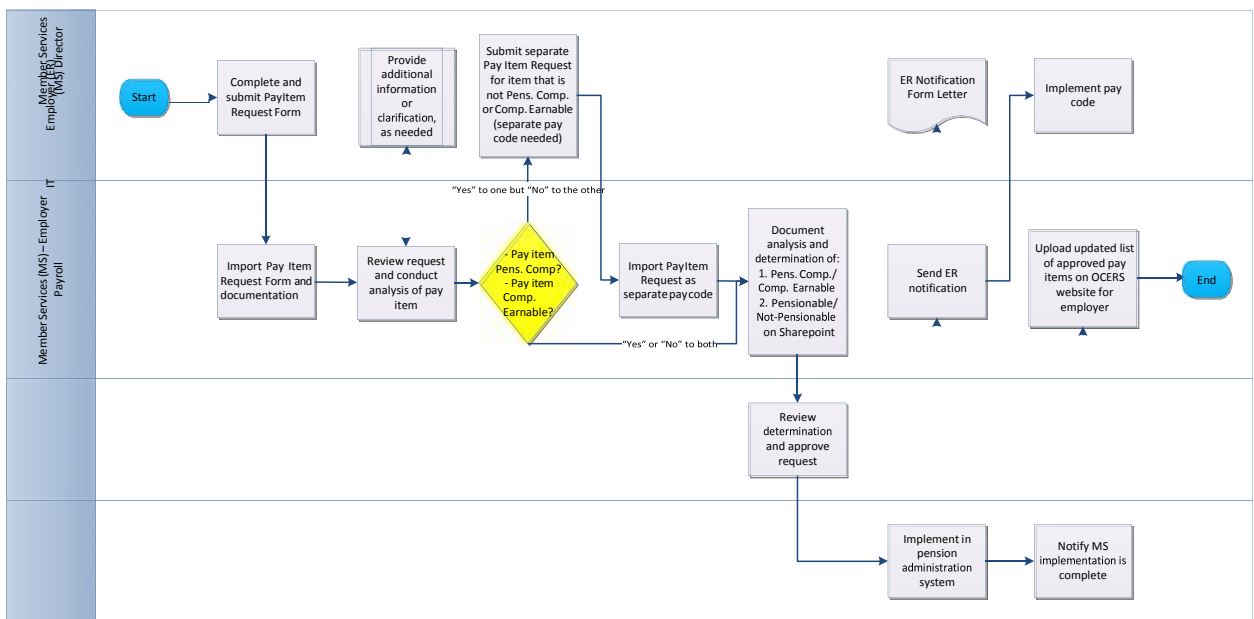 Member Services
(MS) Director
Employer (ER)
IT
Member Services (MS) – Employer
Payroll
Start
Complete and
submit PayItem
Request Form
Provide
additional
information
or
clarification,
as needed
Submit separate
Pay Item Request
for item that is
not Pens. Comp.
or Comp. Earnable
(separate pay
code needed)
ER Notification
Form Letter
Implement pay
code
"Yes" to one but "No" to the other
Import Pay Item
Request Form and
documentation
Review request
and conduct
analysis of pay
item
- Pay item
Pens. Comp?
- Pay item
Comp.
Earnable?
Import PayItem
Request as
separate pay code
Document
analysis and
determination of:
1. Pens. Comp./
Comp. Earnable
2. Pensionable/
Not-Pensionable
on Sharepoint
Send ER
notification
Upload updated list
of approved pay
items on OCERS
website for
employer
End
"Yes" or "No" to both
Review
determination
and approve
request
Implement in
pension
administration
system
Notify MS
implementation is
complete